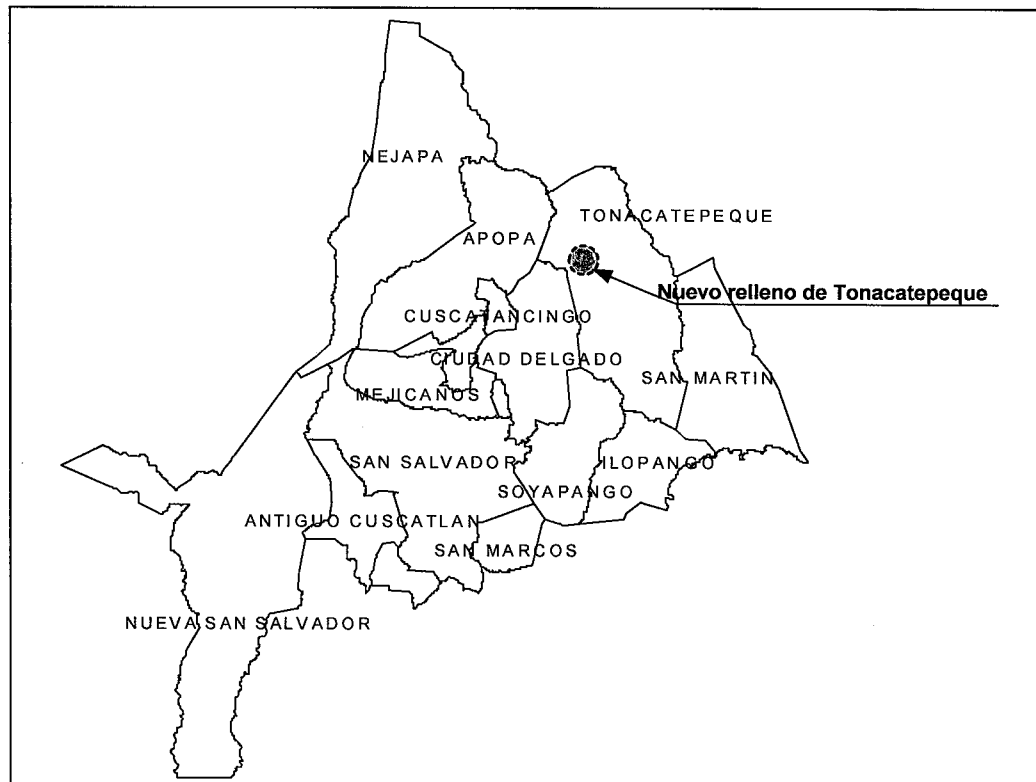 NEJAPA
TONACATEPEQUE
APOPA
Nuevo relleno de Tonacatepeque
CUSCATANCINGO
CIUDAD DELGADO
SAN MARTIN
MEJICANOS
SAN SALVADOR
ILOPANGO
SOYAPANGO
ANTIGUO CUSCATLAN
SAN MARCOS
NUEVA SAN SALVADOR